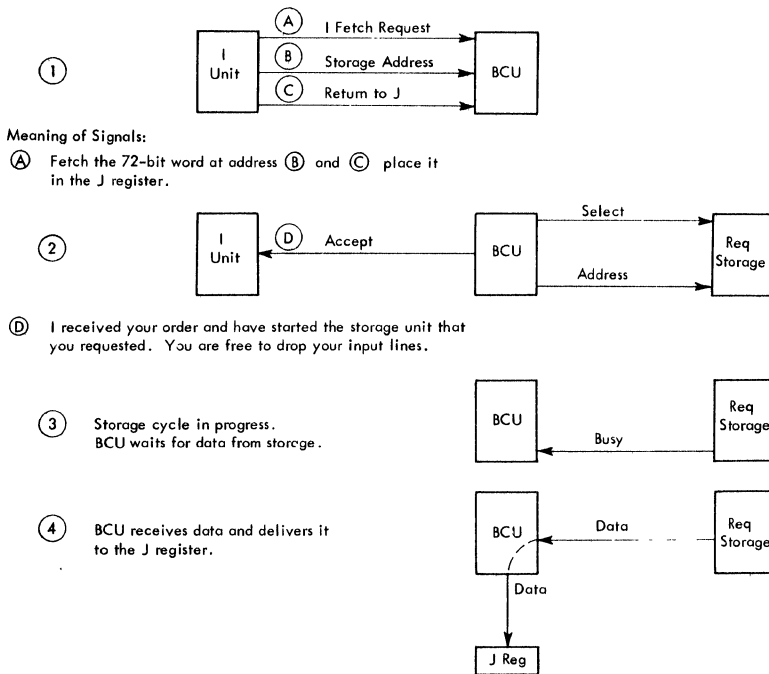 A I Fetch Request
1 I Unit B Storage Address BCU
C Return to J
Meaning of Signals:
A Fetch the 72-bit word at address B and C place it
in the J register.
Select
2 I Unit D Accept BCU Req Storage
Address
D I received your order and have started the storage unit that
you requested. You are free to drop your input lines.
3 Storage cycle in progress.
BCU waits for data from storage.
BCU Req Storage
Busy
4 BCU receives data and delivers it
to the J register.
BCU Data Req Storage
Data
J Reg